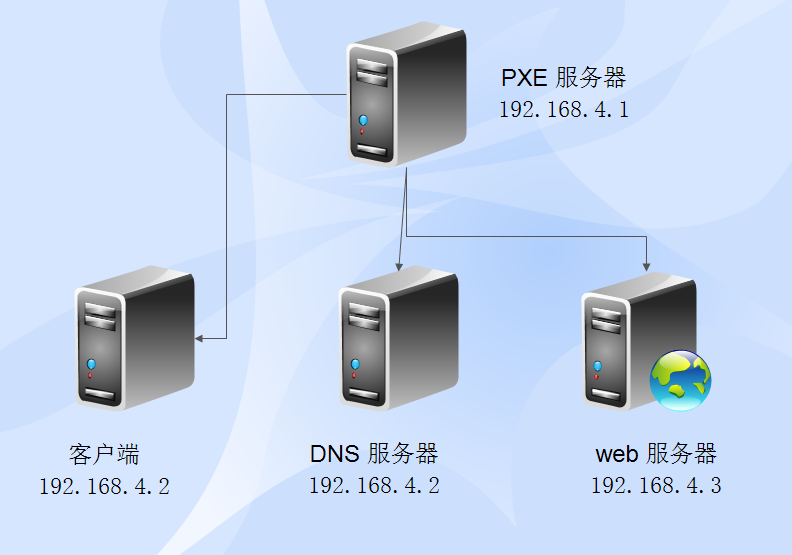 PXE 服务器
192.168.4.1
客户端
192.168.4.2
DNS 服务器
192.168.4.2
web 服务器
192.168.4.3